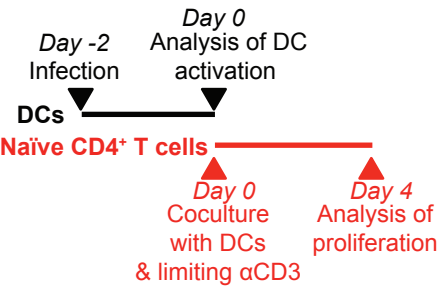 Day -2
Infection
Day 0
Analysis of DC
activation
DCs
Naïve CD4⁺ T cells
Day 0
Coculture
with DCs
& limiting αCD3
Day 4
Analysis of
proliferation